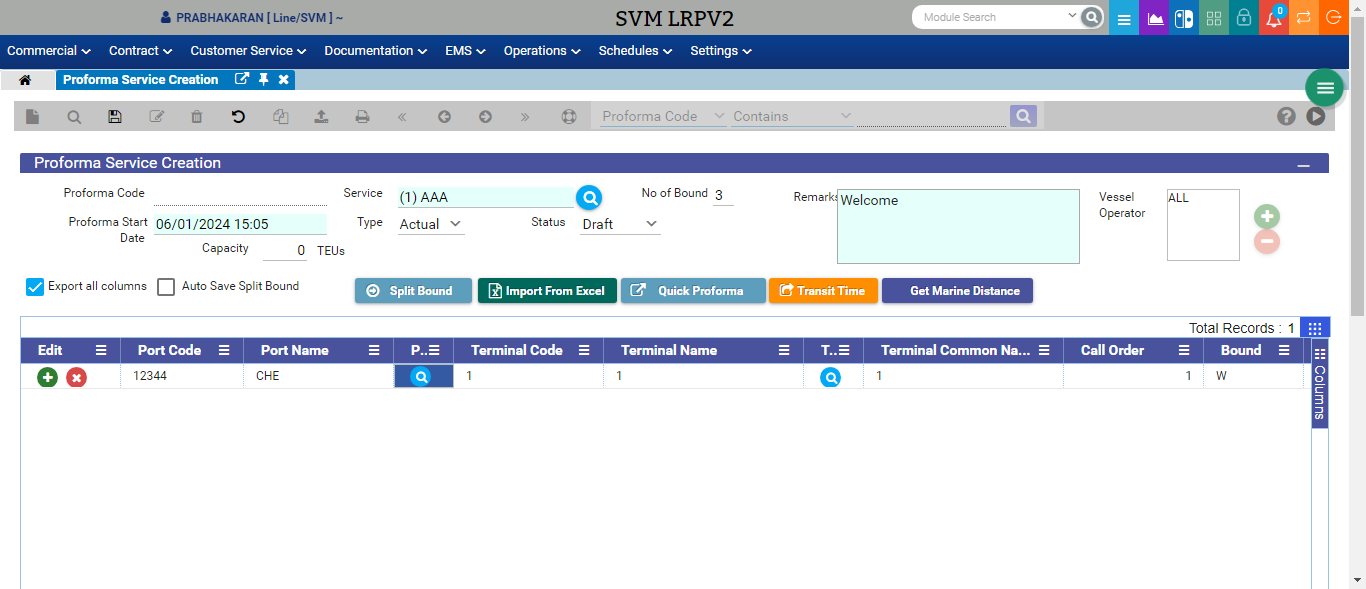 PRABHAKARAN [ Line/SVM ] ~
SVM LRPV2
Module Search
0
Commercial Contract Customer Service Documentation EMS Operations Schedules Settings
Proforma Service Creation
Proforma Code Contains
Proforma Service Creation
Proforma Code
Service (1) AAA
No of Bound 3
Remarks Welcome
Vessel Operator ALL
Proforma Start Date 06/01/2024 15:05
Type Actual
Status Draft
Capacity 0 TEUs
Export all columns Auto Save Split Bound
Split Bound Import From Excel Quick Proforma Transit Time Get Marine Distance
Total Records : 1
Edit Port Code Port Name P.. Terminal Code Terminal Name T.. Terminal Common Na... Call Order Bound
12344 CHE 1 1 1 1 W
Columns